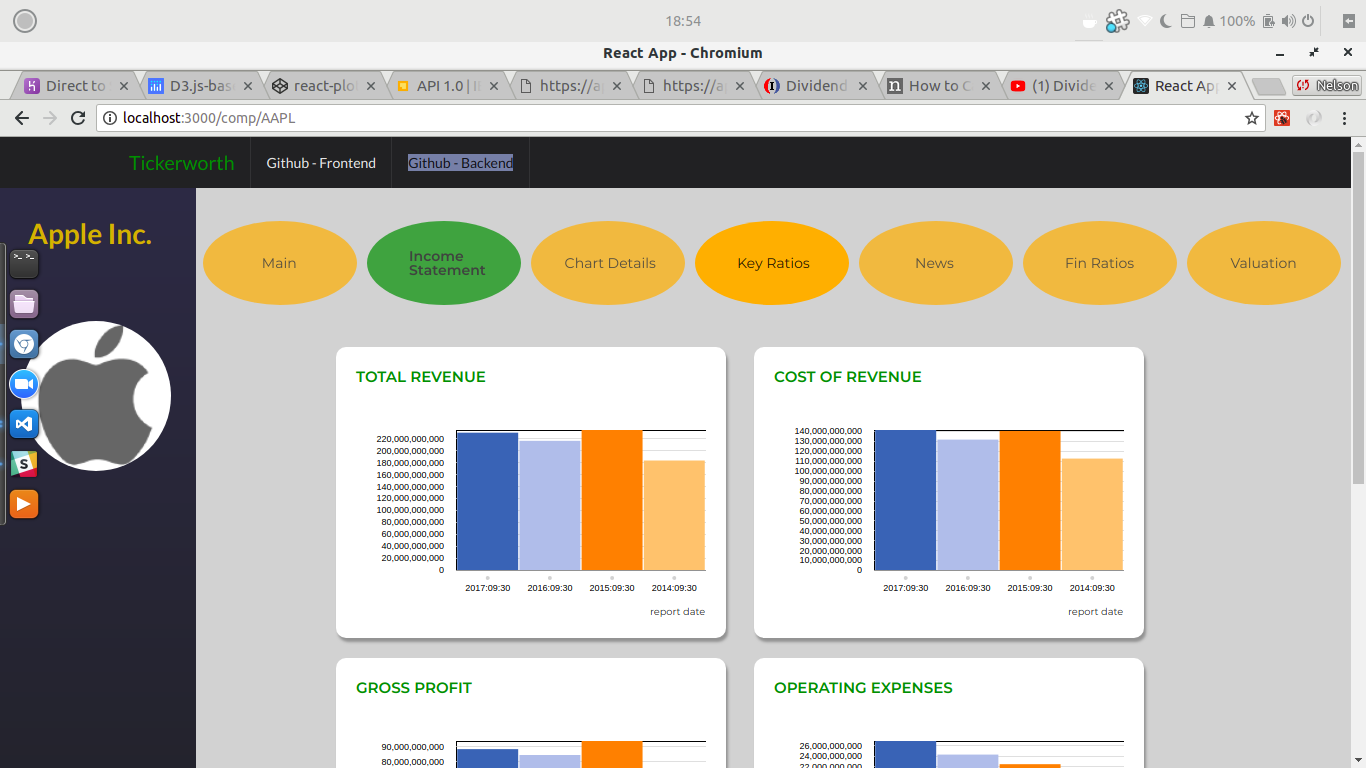 18:54
100%
React App - Chromium
Direct to
D3.js-bas
react-plot
API 1.0 | I
https://a
https://a
Dividend
How to C
(1) Divide
React App
Nelson
localhost:3000/comp/AAPL
Tickerworth
Github - Frontend
Github - Backend
Apple Inc.
Main
Income
Statement
Chart Details
Key Ratios
News
Fin Ratios
Valuation
TOTAL REVENUE
220,000,000,000
200,000,000,000
180,000,000,000
160,000,000,000
140,000,000,000
120,000,000,000
100,000,000,000
80,000,000,000
60,000,000,000
40,000,000,000
20,000,000,000
0
2017:09:30 2016:09:30 2015:09:30 2014:09:30
report date
COST OF REVENUE
140,000,000,000
130,000,000,000
120,000,000,000
110,000,000,000
100,000,000,000
90,000,000,000
80,000,000,000
70,000,000,000
60,000,000,000
50,000,000,000
40,000,000,000
30,000,000,000
20,000,000,000
10,000,000,000
0
2017:09:30 2016:09:30 2015:09:30 2014:09:30
report date
GROSS PROFIT
90,000,000,000
80,000,000,000
OPERATING EXPENSES
26,000,000,000
24,000,000,000
22,000,000,000